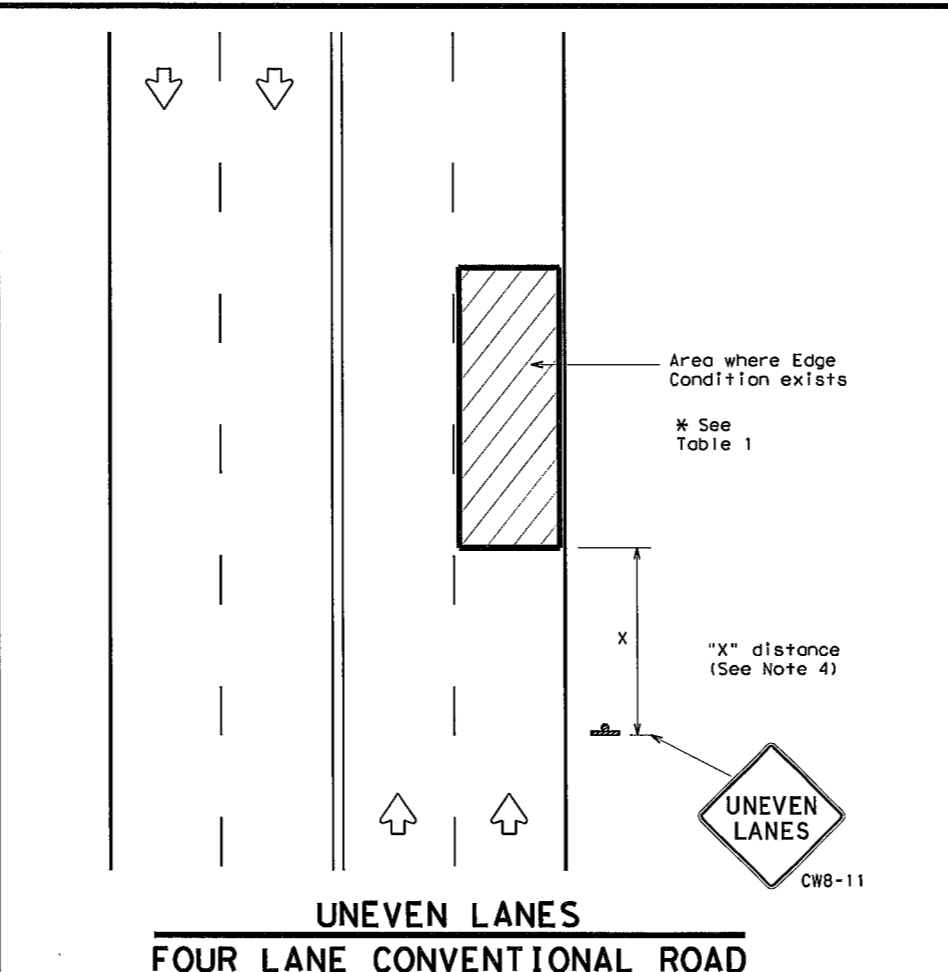 Area where Edge
Condition exists
* See
Table 1
X
"X" distance
(See Note 4)
UNEVEN
LANES
CW8-11
UNEVEN LANES
FOUR LANE CONVENTIONAL ROAD